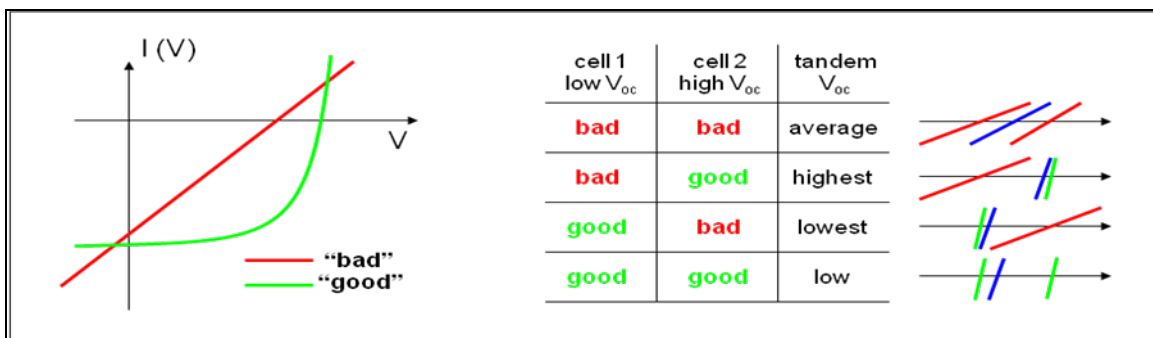 I (V)
V
“bad”
“good”
cell 1 cell 2 tandem
low Voc high Voc Voc
bad bad average
bad good highest
good bad lowest
good good low